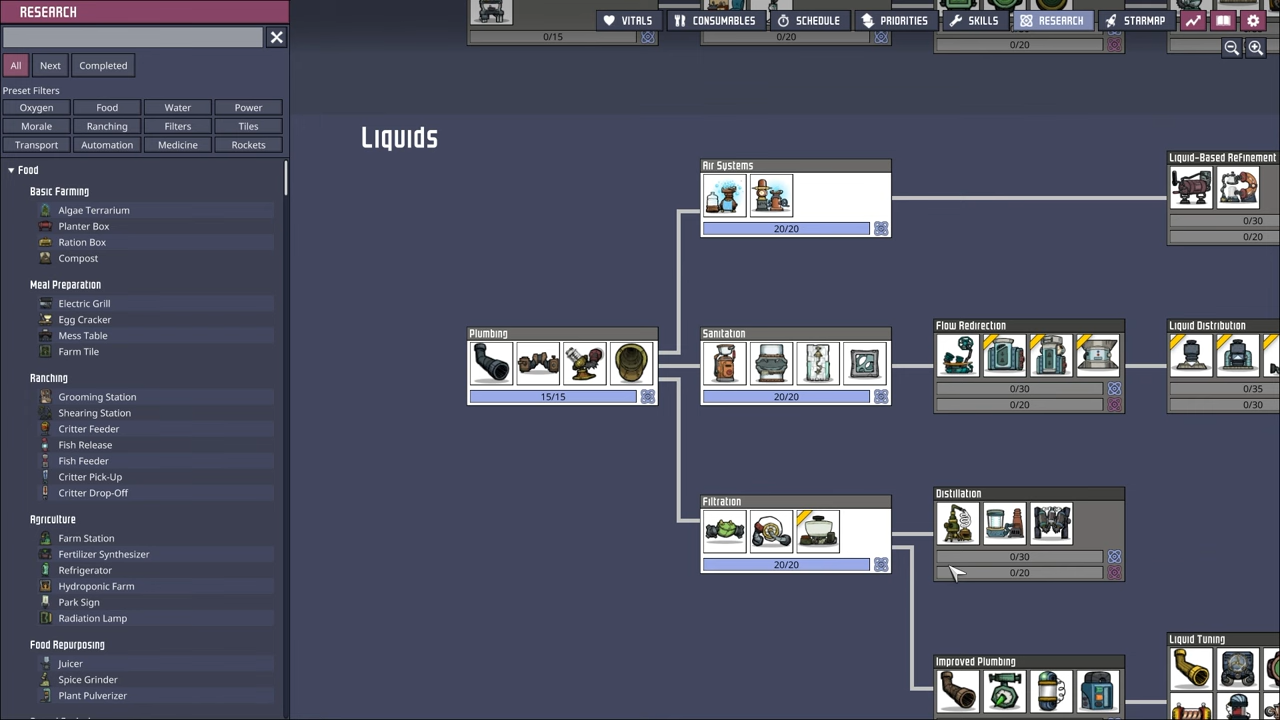 RESEARCH
VITALS CONSUMABLES SCHEDULE PRIORITIES SKILLS RESEARCH STARMAP
0/15 0/20 0/20
All Next Completed
Preset Filters
Oxygen Food Water Power
Morale Ranching Filters Tiles
Transport Automation Medicine Rockets
Food
Basic Farming
Algae Terrarium
Planter Box
Ration Box
Compost
Meal Preparation
Electric Grill
Egg Cracker
Mess Table
Farm Tile
Ranching
Grooming Station
Shearing Station
Critter Feeder
Fish Release
Fish Feeder
Critter Pick-Up
Critter Drop-Off
Agriculture
Farm Station
Fertilizer Synthesizer
Refrigerator
Hydroponic Farm
Park Sign
Radiation Lamp
Food Repurposing
Juicer
Spice Grinder
Plant Pulverizer
Liquids
Air Systems
20/20
Liquid-Based Refinement
0/30
0/20
Plumbing
15/15
Sanitation
20/20
Flow Redirection
0/30
0/20
Liquid Distribution
0/35
0/30
Filtration
20/20
Distillation
0/30
0/20
Improved Plumbing
Liquid Tuning